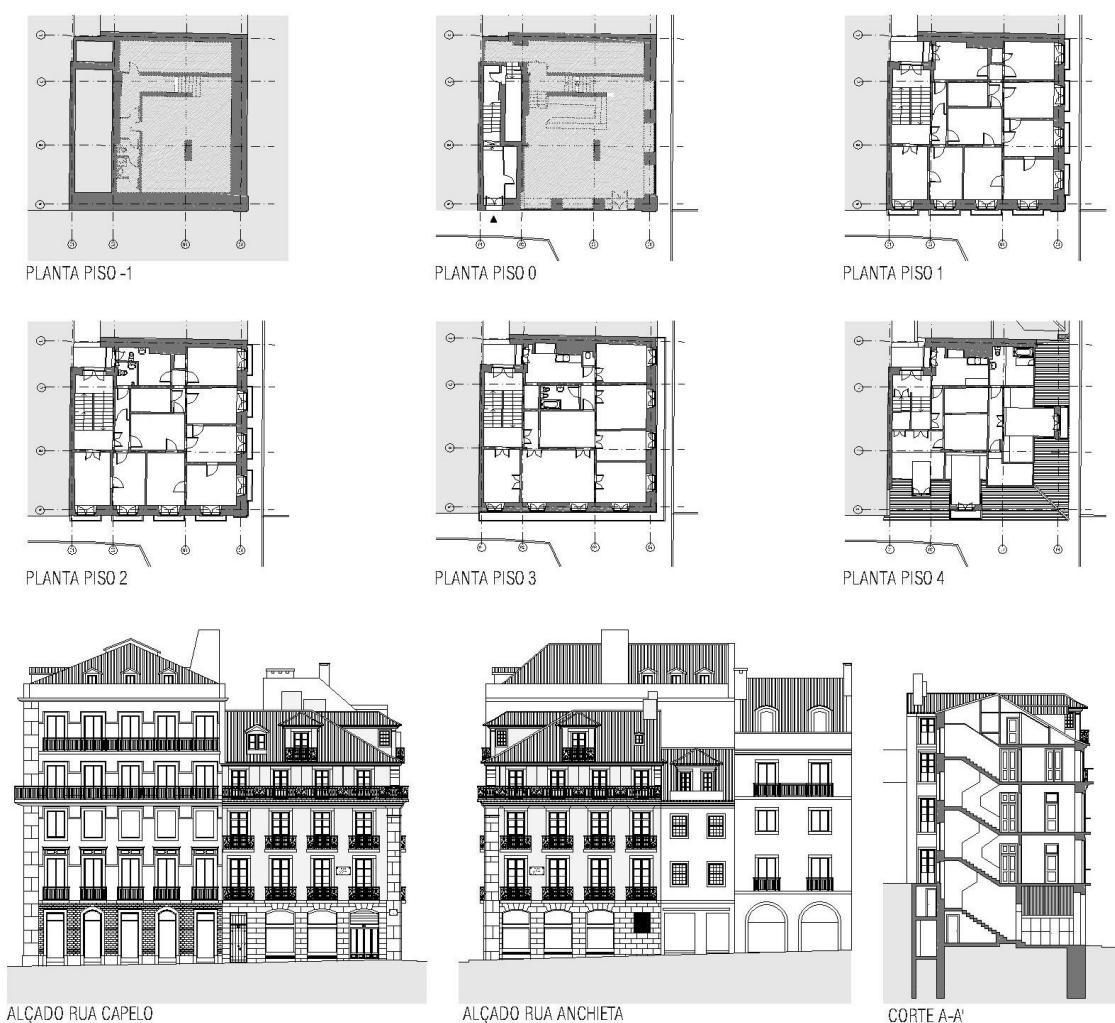 PLANTA PISO -1
PLANTA PISO 0
PLANTA PISO 1
PLANTA PISO 2
PLANTA PISO 3
PLANTA PISO 4
ALÇADO RUA CAPELO
ALÇADO RUA ANCHIETA
CORTE A-A'